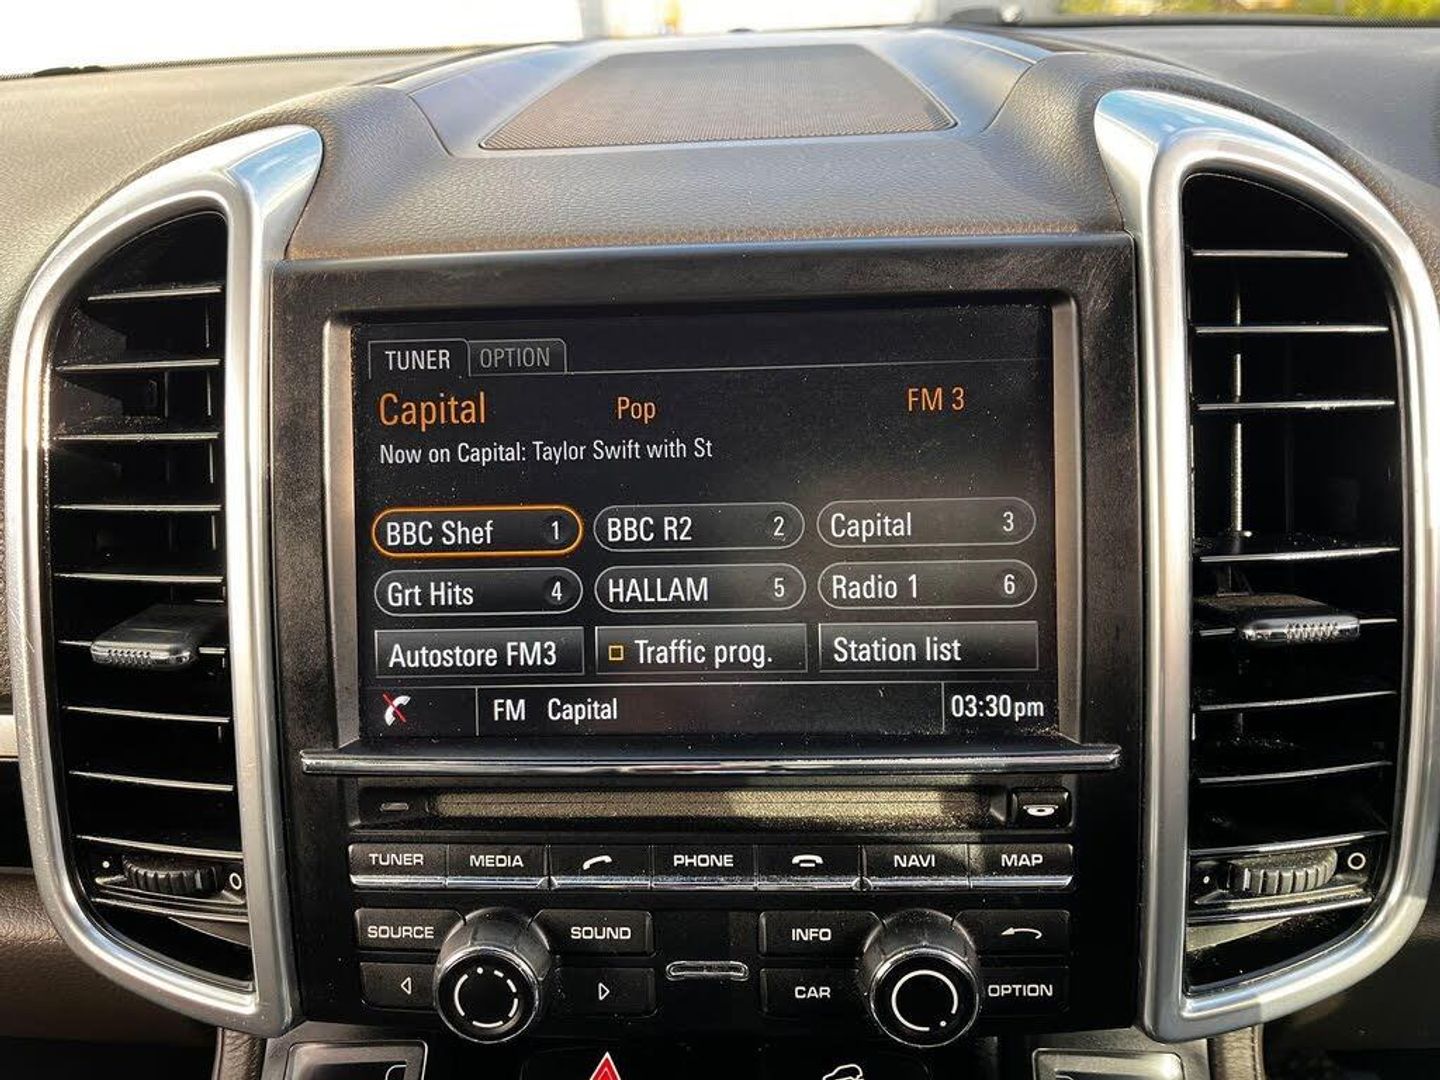 TUNER OPTION
Capital Pop FM 3
Now on Capital: Taylor Swift with St
BBC Shef 1 BBC R2 2 Capital 3
Grt Hits 4 HALLAM 5 Radio 1 6
Autostore FM3 Traffic prog. Station list
FM Capital 03:30pm
TUNER MEDIA PHONE NAVI MAP
SOURCE SOUND INFO
CAR OPTION